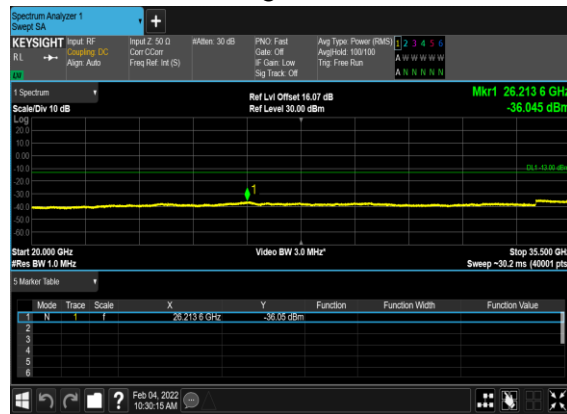 Spectrum Analyzer 1
Swept SA
+
KEYSIGHT Input: RF Input Z: 50 Ω #Atten: 30 dB PNO: Fast Avg Type: Power (RMS) 1 2 3 4 5 6
RL Coupling: DC Corr CCorr Gate: Off Avg|Hold: 100/100 A W W W W W
Align: Auto Freq Ref: Int (S) IF Gain: Low Trig: Free Run
Sig Track: Off A N N N N N
1 Spectrum Ref Lvl Offset 16.07 dB Mkr1 26.213 6 GHz
Scale/Div 10 dB Ref Level 30.00 dBm -36.045 dBm
Log
20.0
10.0
0.00
-10.0 DL1 -13.00 dBm
-20.0
-30.0 1
-40.0
-50.0
-60.0
Start 20.000 GHz Video BW 3.0 MHz* Stop 35.500 GHz
#Res BW 1.0 MHz Sweep ~30.2 ms (40001 pts)
5 Marker Table
Mode Trace Scale X Y Function Function Width Function Value
1 N 1 f 26.213 6 GHz -36.05 dBm
2
3
4
5
6
? Feb 04, 2022
10:30:15 AM